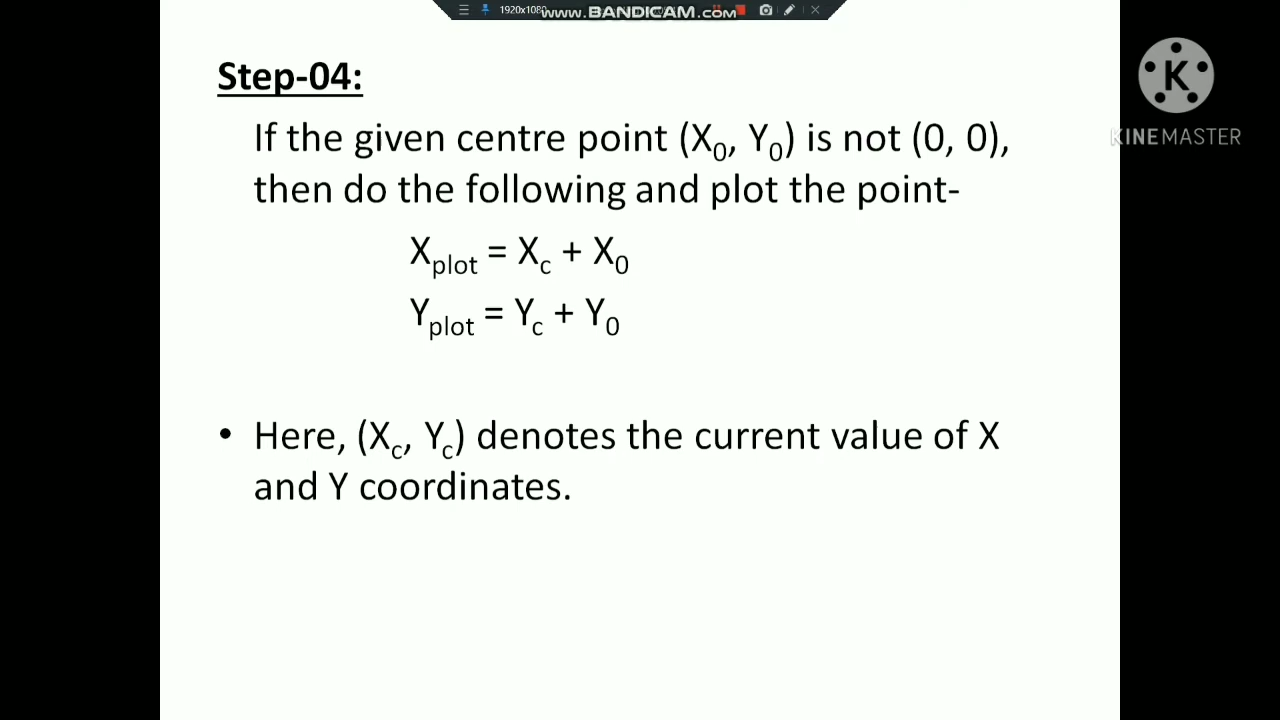 1920x1080
www.BANDICAM.com
Step-04:
K
KINEMASTER
If the given centre point (X₀, Y₀) is not (0, 0),
then do the following and plot the point-
Xplot = Xc + X₀
Yplot = Yc + Y₀
• Here, (Xc, Yc) denotes the current value of X
and Y coordinates.